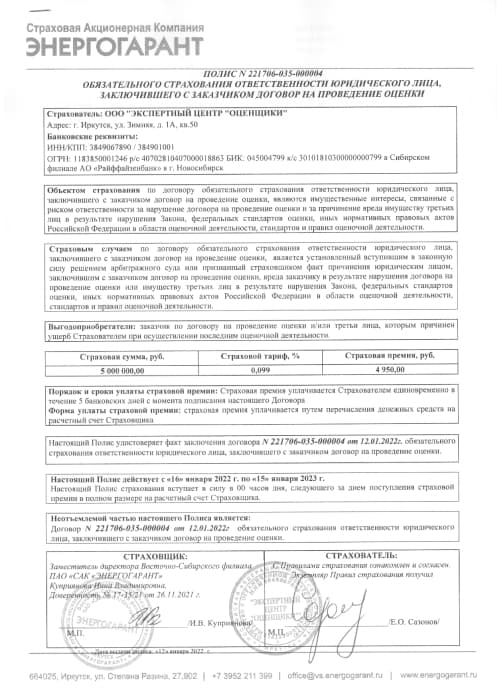 Страховая Акционерная Компания
ЭНЕРГОГАРАНТ
ПОЛИС N 221706-035-000004
ОБЯЗАТЕЛЬНОГО СТРАХОВАНИЯ ОТВЕТСТВЕННОСТИ ЮРИДИЧЕСКОГО ЛИЦА,
ЗАКЛЮЧИВШЕГО С ЗАКАЗЧИКОМ ДОГОВОР НА ПРОВЕДЕНИЕ ОЦЕНКИ
Страхователь: ООО "ЭКСПЕРТНЫЙ ЦЕНТР "ОЦЕНЩИКИ"
Адрес: г. Иркутск, ул. Зимняя, д. 1А, кв.50
Банковские реквизиты:
ИНН/КПП: 3849067890 / 384901001
ОГРН: 1183850001246 р/с 40702810407000018863 БИК: 045004799 к/с 30101810300000000799 в Сибирском
филиале АО «Райффайзенбанк» в г. Новосибирск
Объектом страхования по договору обязательного страхования ответственности юридического лица,
заключившего с заказчиком договор на проведение оценки, являются имущественные интересы, связанные с
риском ответственности за нарушение договора на проведение оценки и за причинение вреда имуществу третьих
лиц в результате нарушения Закона, федеральных стандартов оценки, иных нормативных правовых актов
Российской Федерации в области оценочной деятельности, стандартов и правил оценочной деятельности.
Страховым случаем по договору обязательного страхования ответственности юридического лица,
заключившего с заказчиком договор на проведение оценки, является установленный вступившим в законную
силу решением арбитражного суда или признанный страховщиком факт причинения юридическим лицом,
заключившим с заказчиком договор на проведение оценки, вреда заказчику в результате нарушения договора на
проведение оценки или имуществу третьих лиц в результате нарушения Закона, федеральных стандартов
оценки, иных нормативных правовых актов Российской Федерации в области оценочной деятельности,
стандартов и правил оценочной деятельности.
Выгодоприобретатели: заказчик по договору на проведение оценки и/или третьи лица, которым причинен
ущерб Страхователем при осуществлении последним оценочной деятельности.
Страховая сумма, руб. Страховой тариф, % Страховая премия, руб.
5 000 000,00 0,099 4 950,00
Порядок и сроки уплаты страховой премии: Страховая премия уплачивается Страхователем единовременно в
течение 5 банковских дней с момента подписания настоящего Договора
Форма уплаты страховой премии: страховая премия уплачивается путем перечисления денежных средств на
расчетный счет Страховщика
Настоящий Полис удостоверяет факт заключения договора N 221706-035-000004 от 12.01.2022г. обязательного
страхования ответственности юридического лица, заключившего с заказчиком договор на проведение оценки.
Настоящий Полис действует с «16» января 2022 г. по «15» января 2023 г.
Настоящий Полис страхования вступает в силу в 00 часов дня, следующего за днем поступления страховой
премии в полном размере на расчетный счет Страховщика.
Неотъемлемой частью настоящего Полиса является:
Договор N 221706-035-000004 от 12.01.2022г обязательного страхования ответственности юридического
лица, заключившего с заказчиком договор на проведение оценки.
СТРАХОВЩИК:
Заместитель директора Восточно-Сибирского филиала
ПАО «САК «ЭНЕРГОГАРАНТ»
Куприянова Инна Владимировна,
Доверенность № 17-15/21 от 26.11.2021 г.
/И.В. Куприянова/
М.П.
Дата выдачи полиса: «12» января 2022 г.
СТРАХОВАТЕЛЬ:
С Правилами страхования ознакомлен и согласен.
Экземпляр Правил страхования получил
/Е.О. Сазонов/
М.П.
ЭНЕРГОГАРАНТ
"ЭКСПЕРТНЫЙ
ЦЕНТР
"ОЦЕНЩИКИ"
664025, Иркутск, ул. Степана Разина, 27,902 | +7 3952 211 399 | office@vs.energogarant.ru | www.energogarant.ru